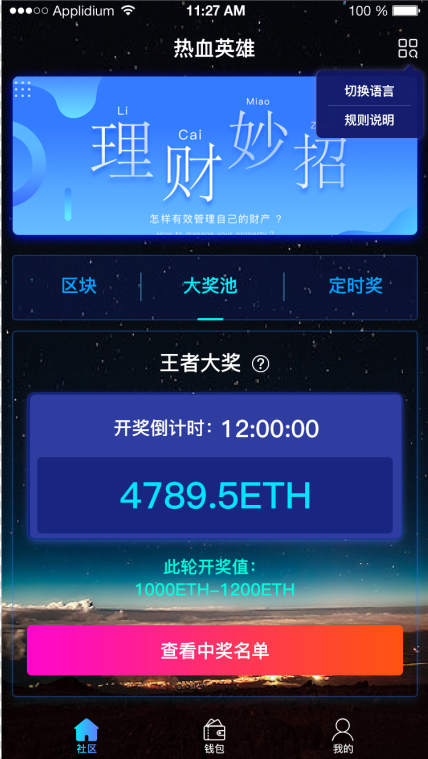 Applidium 11:27 AM 100 %
热血英雄
切换语言
规则说明
Li
Cai
Miao
Z
理财妙招
怎样有效管理自己的财产 ?
How to manage your property ?
区块 大奖池 定时奖
王者大奖 ?
开奖倒计时: 12:00:00
4789.5ETH
此轮开奖值:
1000ETH-1200ETH
查看中奖名单
社区 钱包 我的